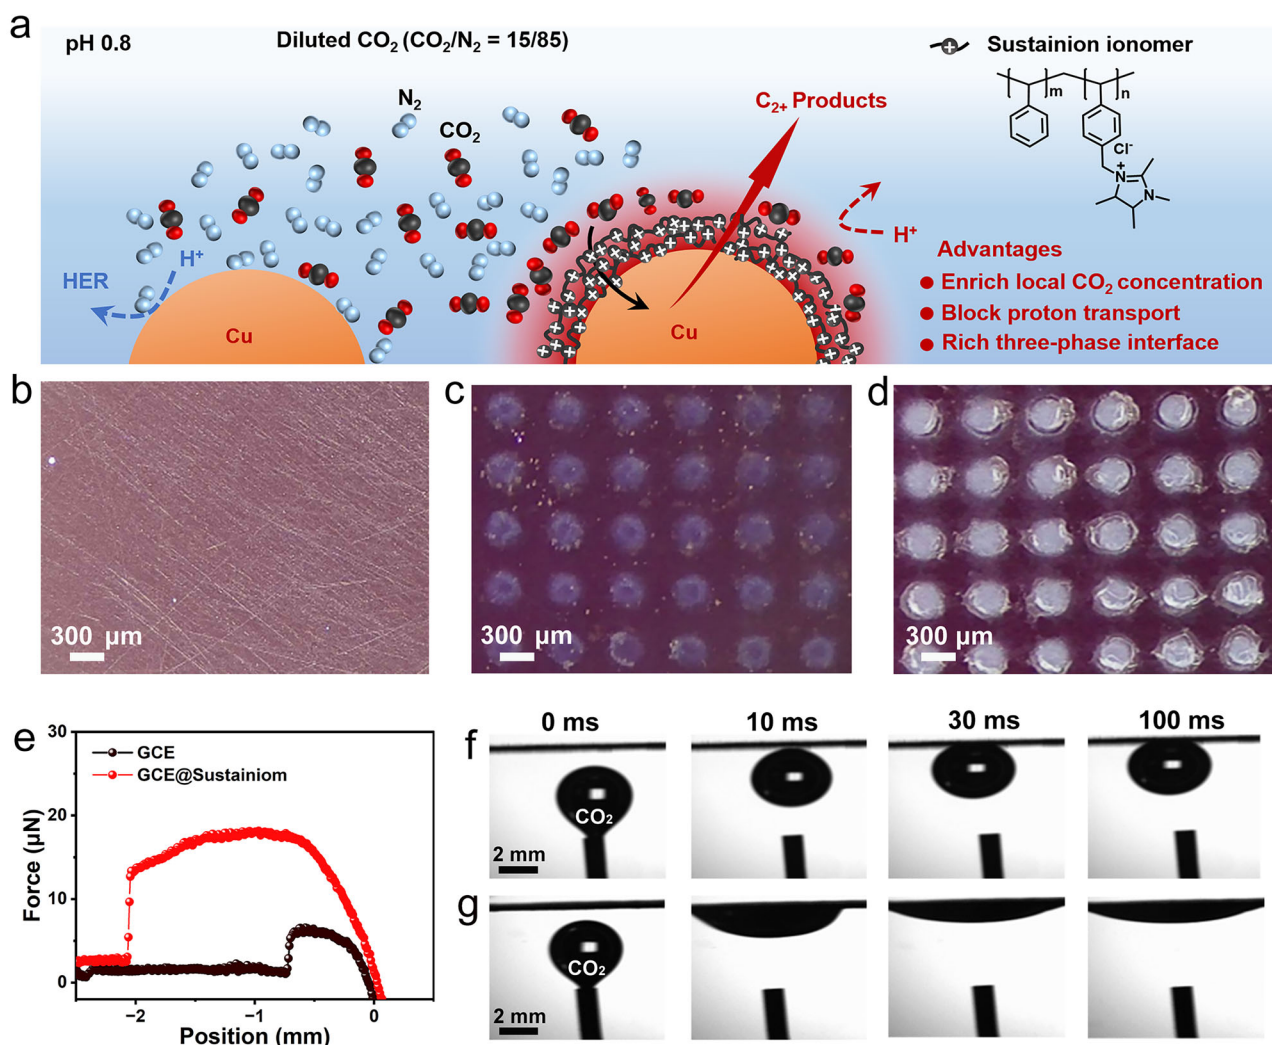 a
pH 0.8
Diluted CO₂ (CO₂/N₂ = 15/85)
+ Sustainion ionomer
N₂
CO₂
C₂₊ Products
m
n
Cl⁻
N⁺
N
HER
H⁺
H⁺
Cu
Cu
Advantages
Enrich local CO₂ concentration
Block proton transport
Rich three-phase interface
b
300 µm
c
300 µm
d
300 µm
e
GCE
GCE@Sustainiom
Force (µN)
30
20
10
0
−2
−1
0
Position (mm)
0 ms
10 ms
30 ms
100 ms
f
CO₂
2 mm
g
CO₂
2 mm